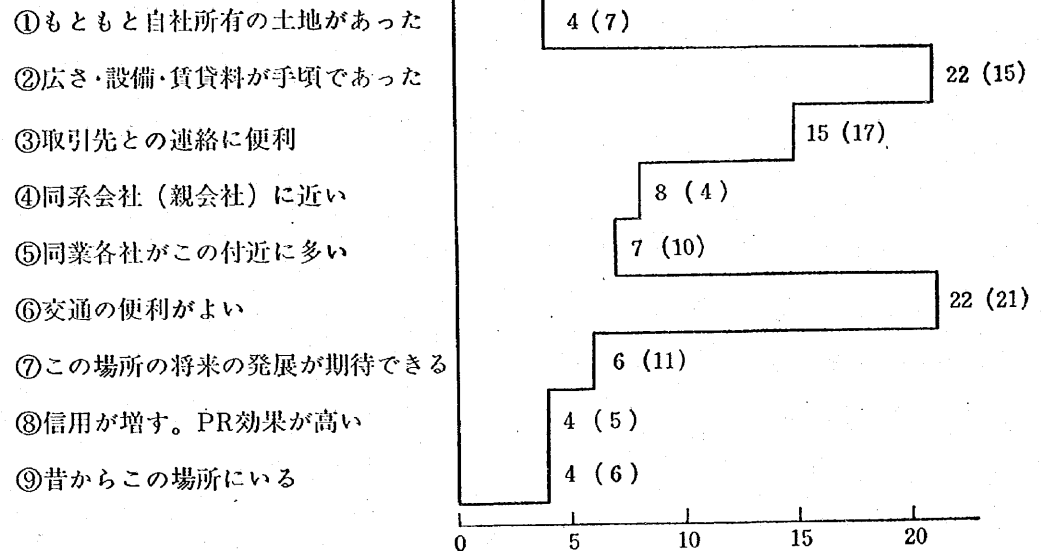 ①もともと自社所有の土地があった 4 (7)
②広さ・設備・賃貸料が手頃であった 22 (15)
③取引先との連絡に便利 15 (17)
④同系会社（親会社）に近い 8 (4)
⑤同業各社がこの付近に多い 7 (10)
⑥交通の便利がよい 22 (21)
⑦この場所の将来の発展が期待できる 6 (11)
⑧信用が増す。PR効果が高い 4 (5)
⑨昔からこの場所にいる 4 (6)
0 5 10 15 20